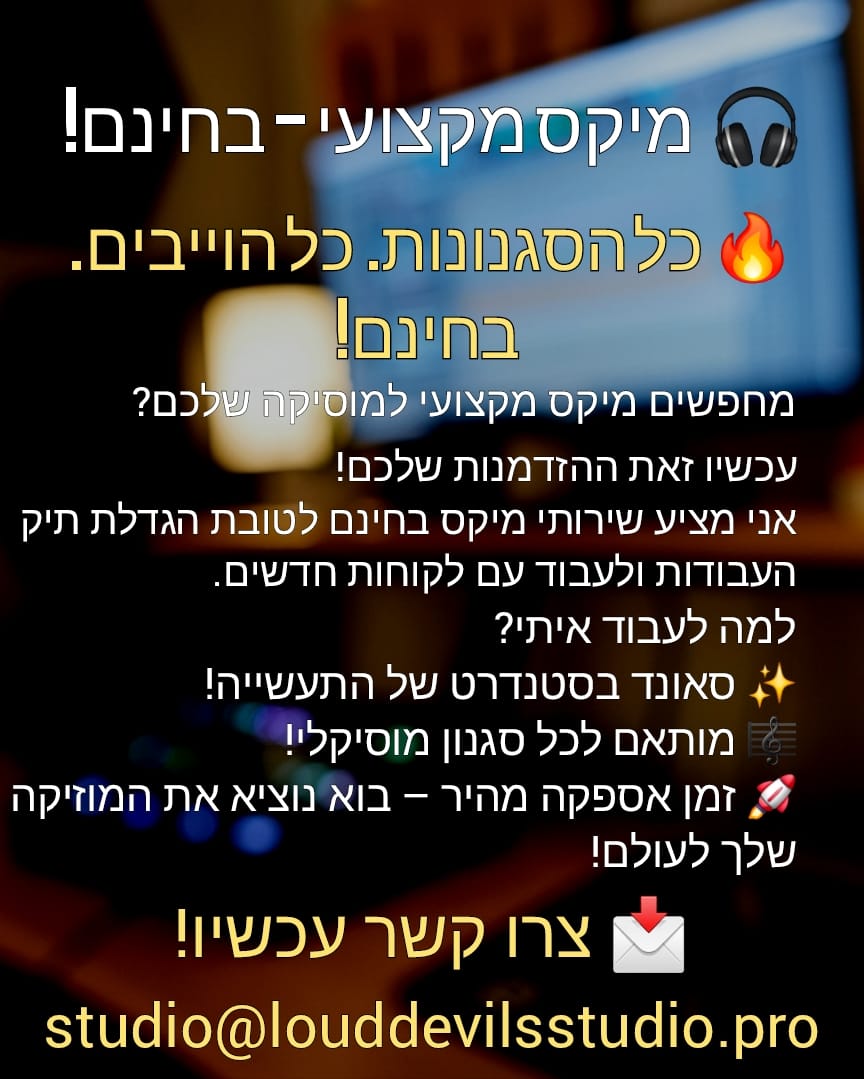 🎧 מיקס מקצועי - בחינם!
🔥 כל הסגנונות. כל הוייבים.
בחינם!
מחפשים מיקס מקצועי למוסיקה שלכם?
עכשיו זאת ההזדמנות שלכם!
אני מציע שירותי מיקס בחינם לטובת הגדלת תיק
העבודות ולעבוד עם לקוחות חדשים.
למה לעבוד איתי?
✨ סאונד בסטנדרט של התעשייה!
🎼 מותאם לכל סגנון מוסיקלי!
🚀 זמן אספקה מהיר – בוא נוציא את המוזיקה
שלך לעולם!
📩 צרו קשר עכשיו!
studio@louddevilsstudio.pro